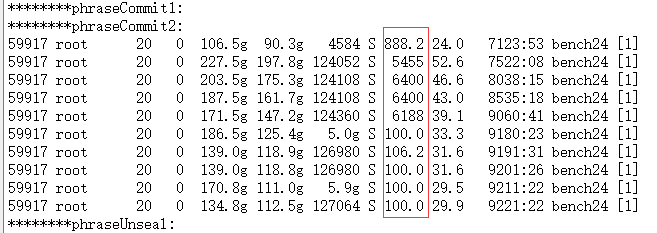 ********phraseCommit1:
********phraseCommit2:
59917 root 20 0 106.5g 90.3g 4584 S 888.2 24.0 7123:53 bench24 [1]
59917 root 20 0 227.5g 197.8g 124052 S 5455 52.6 7522:08 bench24 [1]
59917 root 20 0 203.5g 175.3g 124108 S 6400 46.6 8038:15 bench24 [1]
59917 root 20 0 187.5g 161.7g 124108 S 6400 43.0 8535:18 bench24 [1]
59917 root 20 0 171.5g 147.2g 124360 S 6188 39.1 9060:41 bench24 [1]
59917 root 20 0 186.5g 125.4g 5.0g S 100.0 33.3 9180:23 bench24 [1]
59917 root 20 0 139.0g 118.9g 126980 S 106.2 31.6 9191:31 bench24 [1]
59917 root 20 0 139.0g 118.8g 126980 S 100.0 31.6 9201:26 bench24 [1]
59917 root 20 0 170.8g 111.0g 5.9g S 100.0 29.5 9211:22 bench24 [1]
59917 root 20 0 134.8g 112.5g 127064 S 100.0 29.9 9221:22 bench24 [1]
********phraseUnseal: